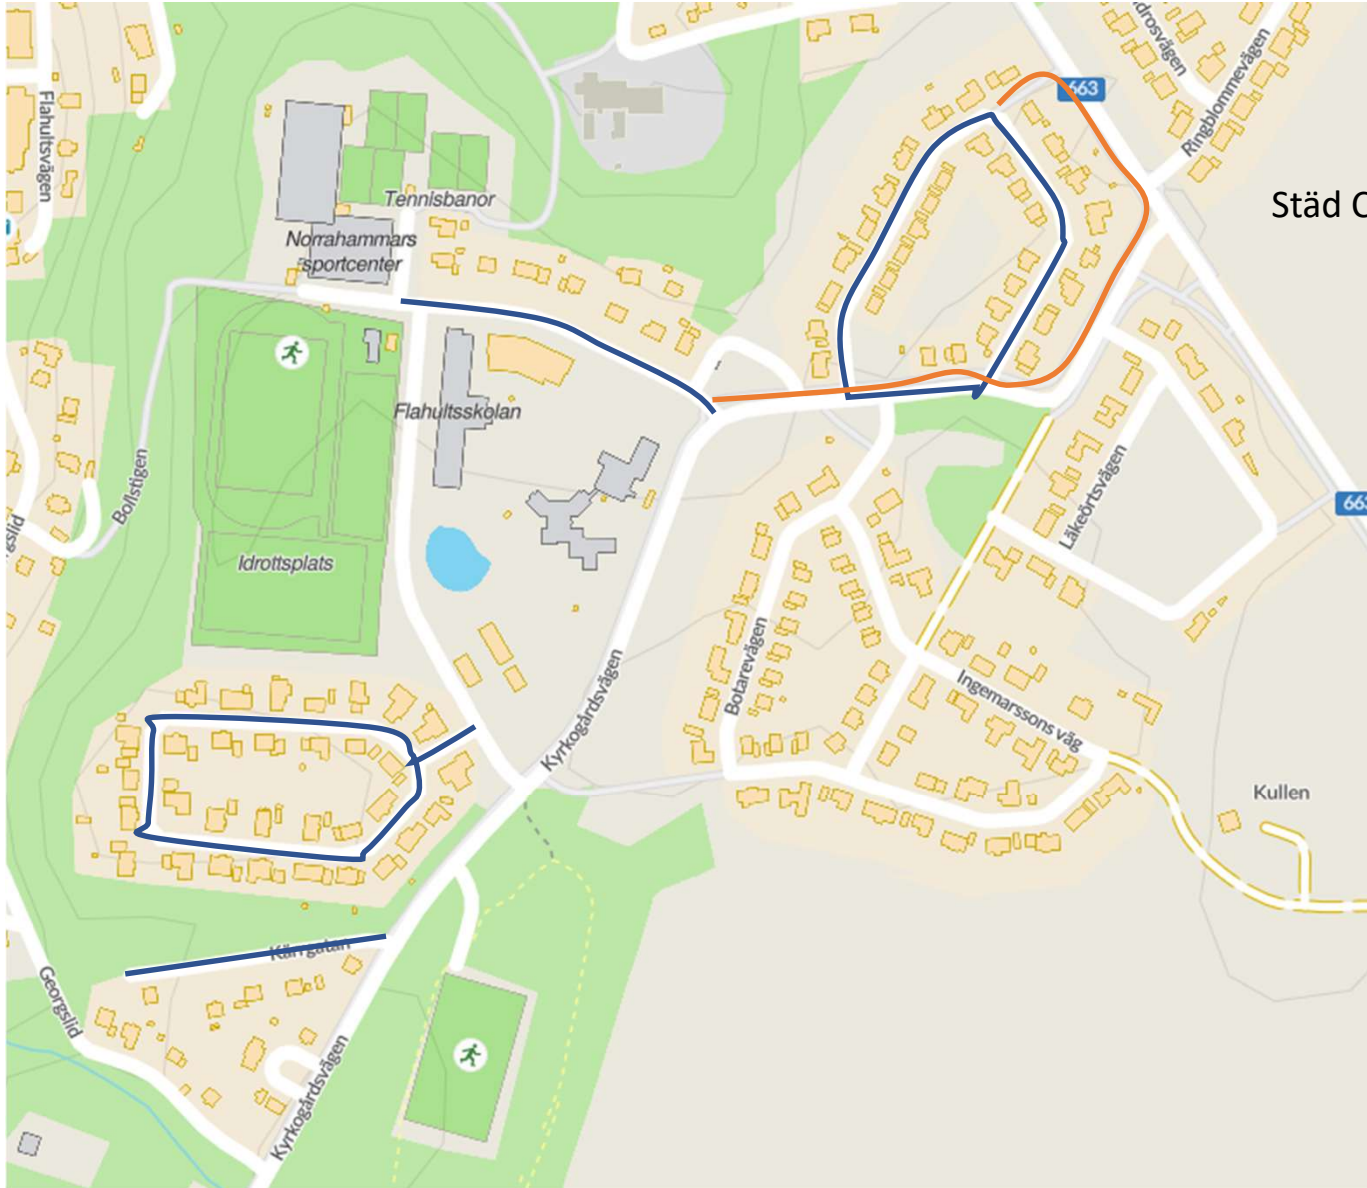 663
Ringblommevägen
Flahultsvägen
Städ
Tennisbanor
Norrahammars
sportcenter
Flahultsskolan
Bollstigen
Läkeörtsvägen
663
Idrottsplats
Botarevägen
Kyrkogårdsvägen
Ingemarssons väg
Kullen
Kärrgatan
Georgslid
Kyrkogårdsvägen